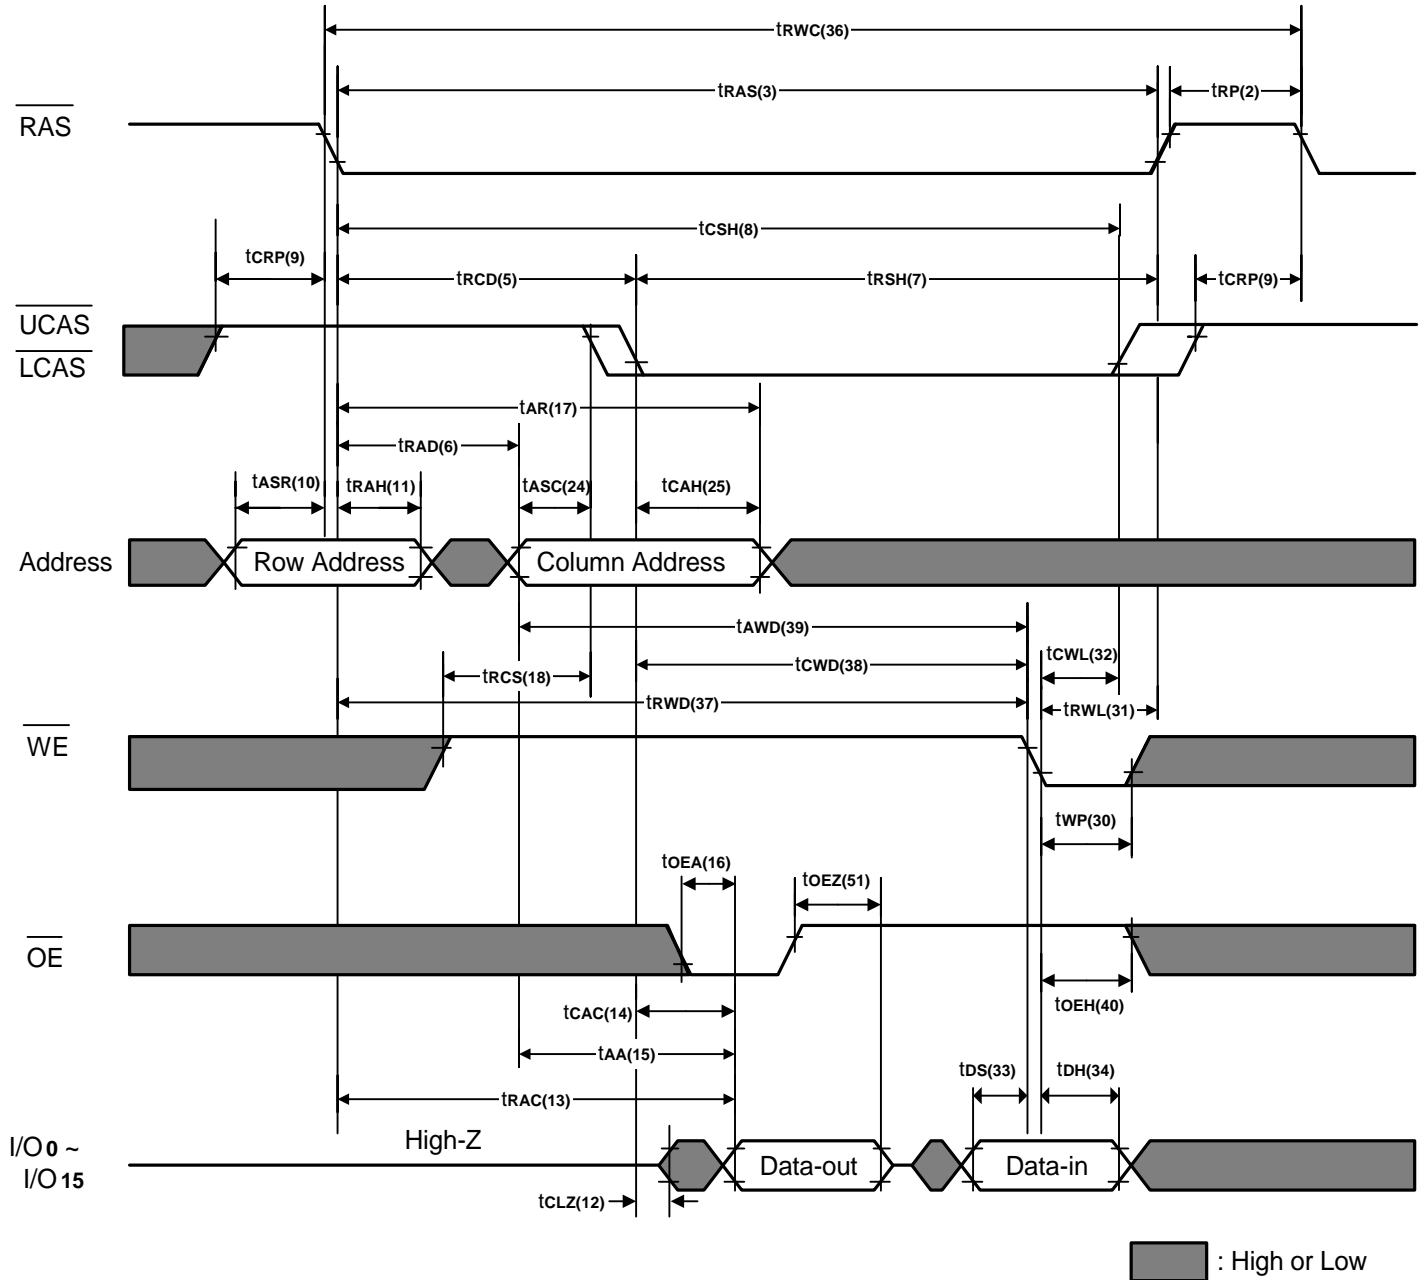 tRWC(36)
tRAS(3)
tRP(2)
RAS
tCSH(8)
tCRP(9)
tRCD(5)
tRSH(7)
tCRP(9)
UCAS
LCAS
tAR(17)
tRAD(6)
tASR(10)
tRAH(11)
tASC(24)
tCAH(25)
Address
Row Address
Column Address
tAWD(39)
tCWD(38)
tCWL(32)
tRCS(18)
tRWD(37)
tRWL(31)
WE
tWP(30)
tOEA(16)
tOEZ(51)
OE
tCAC(14)
tOEH(40)
tAA(15)
tDS(33)
tDH(34)
tRAC(13)
High-Z
I/O0 ~
I/O15
Data-out
Data-in
tCLZ(12)
: High or Low